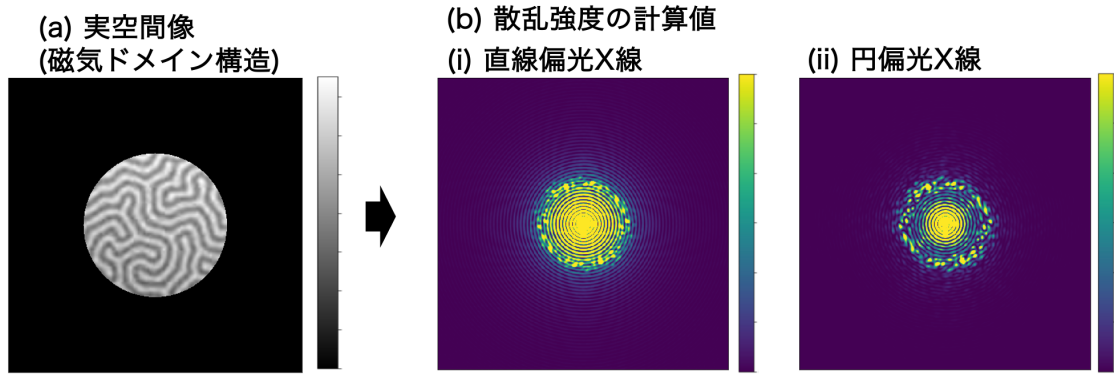 (a) 実空間像
(磁気ドメイン構造)
(b) 散乱強度の計算値
(i) 直線偏光X線
(ii) 円偏光X線